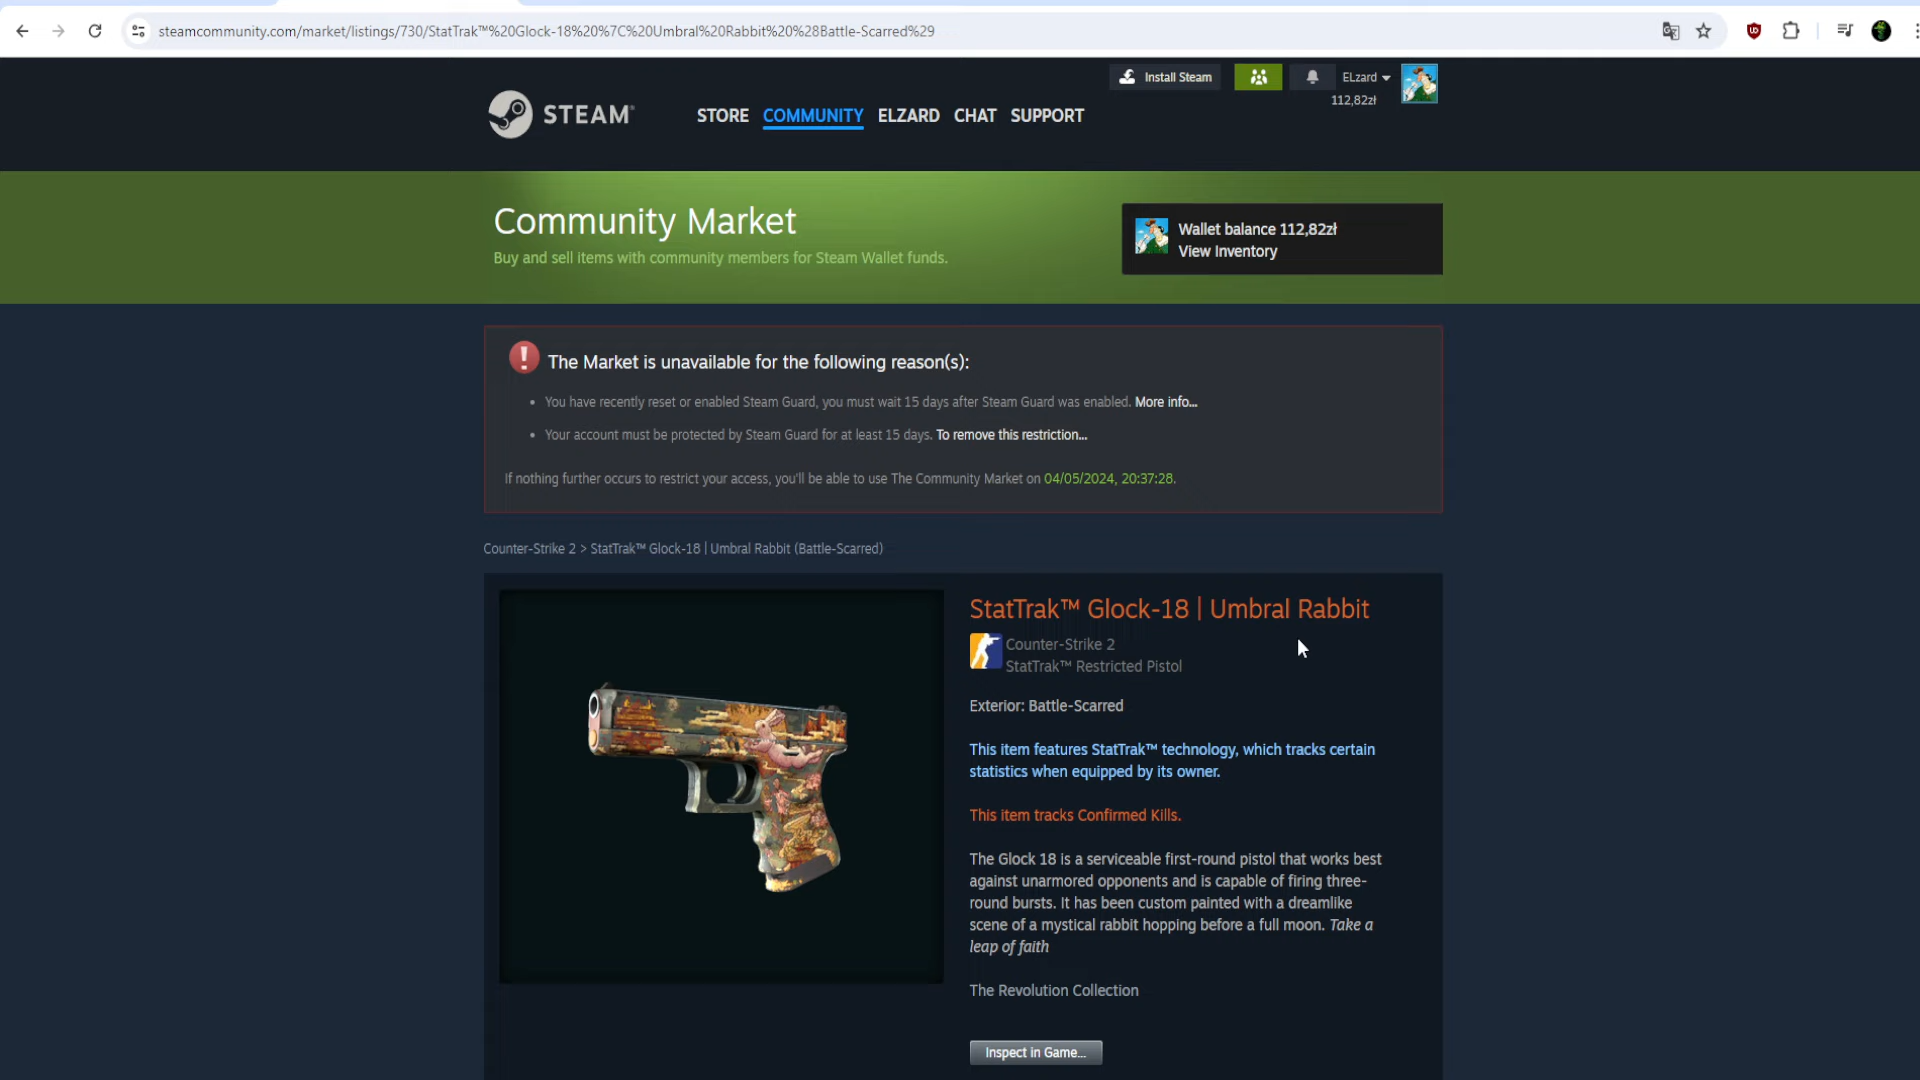 steamcommunity.com/market/listings/730/StatTrak™%20Glock-18%20%7C%20Umbral%20Rabbit%20%28Battle-Scarred%29
Install Steam
ELzard
112,82zł
STEAM®
STORE COMMUNITY ELZARD CHAT SUPPORT
Community Market
Buy and sell items with community members for Steam Wallet funds.
Wallet balance 112,82zł
View Inventory
The Market is unavailable for the following reason(s):
You have recently reset or enabled Steam Guard, you must wait 15 days after Steam Guard was enabled. More info...
Your account must be protected by Steam Guard for at least 15 days. To remove this restriction...
If nothing further occurs to restrict your access, you'll be able to use The Community Market on 04/05/2024, 20:37:28.
Counter-Strike 2 > StatTrak™ Glock-18 | Umbral Rabbit (Battle-Scarred)
StatTrak™ Glock-18 | Umbral Rabbit
Counter-Strike 2
StatTrak™ Restricted Pistol
Exterior: Battle-Scarred
This item features StatTrak™ technology, which tracks certain
statistics when equipped by its owner.
This item tracks Confirmed Kills.
The Glock 18 is a serviceable first-round pistol that works best
against unarmored opponents and is capable of firing three-
round bursts. It has been custom painted with a dreamlike
scene of a mystical rabbit hopping before a full moon. Take a
leap of faith
The Revolution Collection
Inspect in Game...